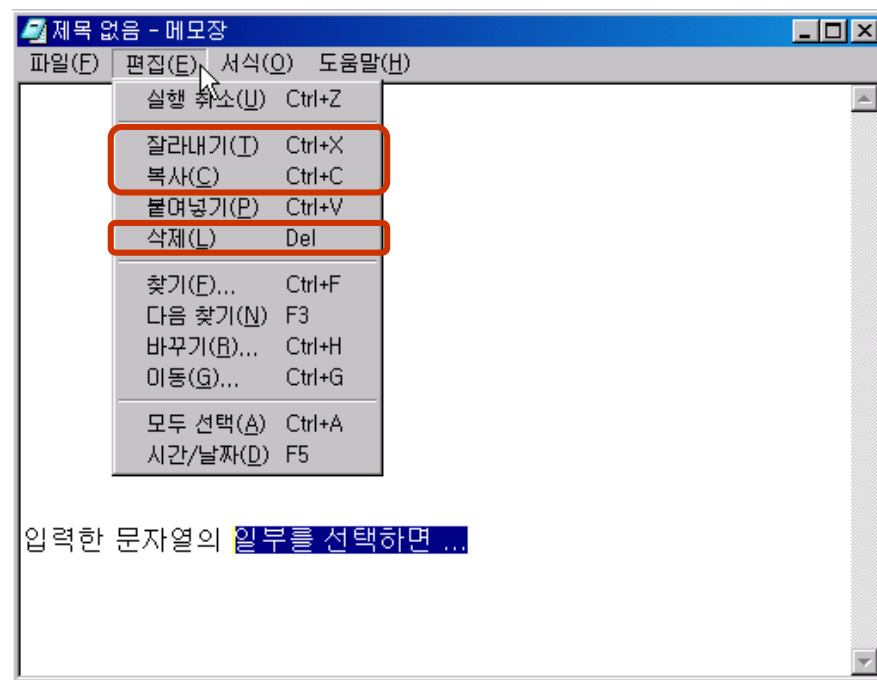 제목 없음 - 메모장
파일(F) 편집(E) 서식(O) 도움말(H)
실행 취소(U) Ctrl+Z
잘라내기(T) Ctrl+X
복사(C) Ctrl+C
붙여넣기(P) Ctrl+V
삭제(L) Del
찾기(F)... Ctrl+F
다음 찾기(N) F3
바꾸기(R)... Ctrl+H
이동(G)... Ctrl+G
모두 선택(A) Ctrl+A
시간/날짜(D) F5
입력한 문자열의 일부를 선택하면 ...